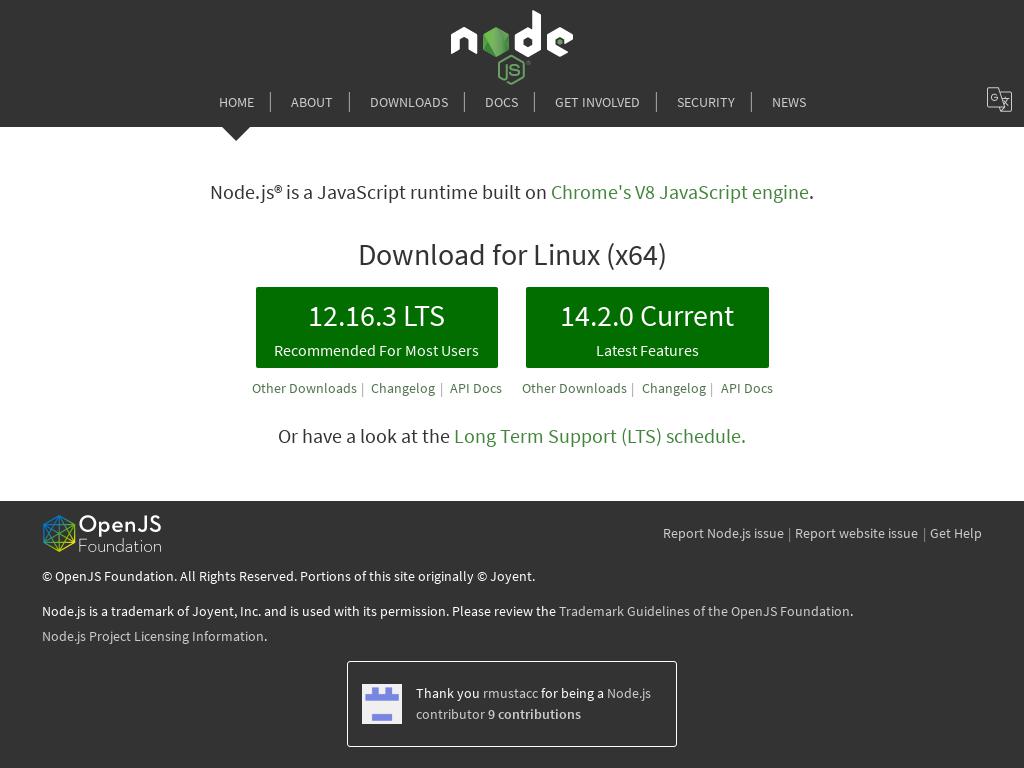 node
JS
HOME | ABOUT | DOWNLOADS | DOCS | GET INVOLVED | SECURITY | NEWS
Node.js® is a JavaScript runtime built on Chrome's V8 JavaScript engine.
Download for Linux (x64)
12.16.3 LTS
Recommended For Most Users
14.2.0 Current
Latest Features
Other Downloads | Changelog | API Docs
Other Downloads | Changelog | API Docs
Or have a look at the Long Term Support (LTS) schedule.
OpenJS
Foundation
Report Node.js issue | Report website issue | Get Help
© OpenJS Foundation. All Rights Reserved. Portions of this site originally © Joyent.
Node.js is a trademark of Joyent, Inc. and is used with its permission. Please review the Trademark Guidelines of the OpenJS Foundation.
Node.js Project Licensing Information.
Thank you rmustacc for being a Node.js
contributor 9 contributions